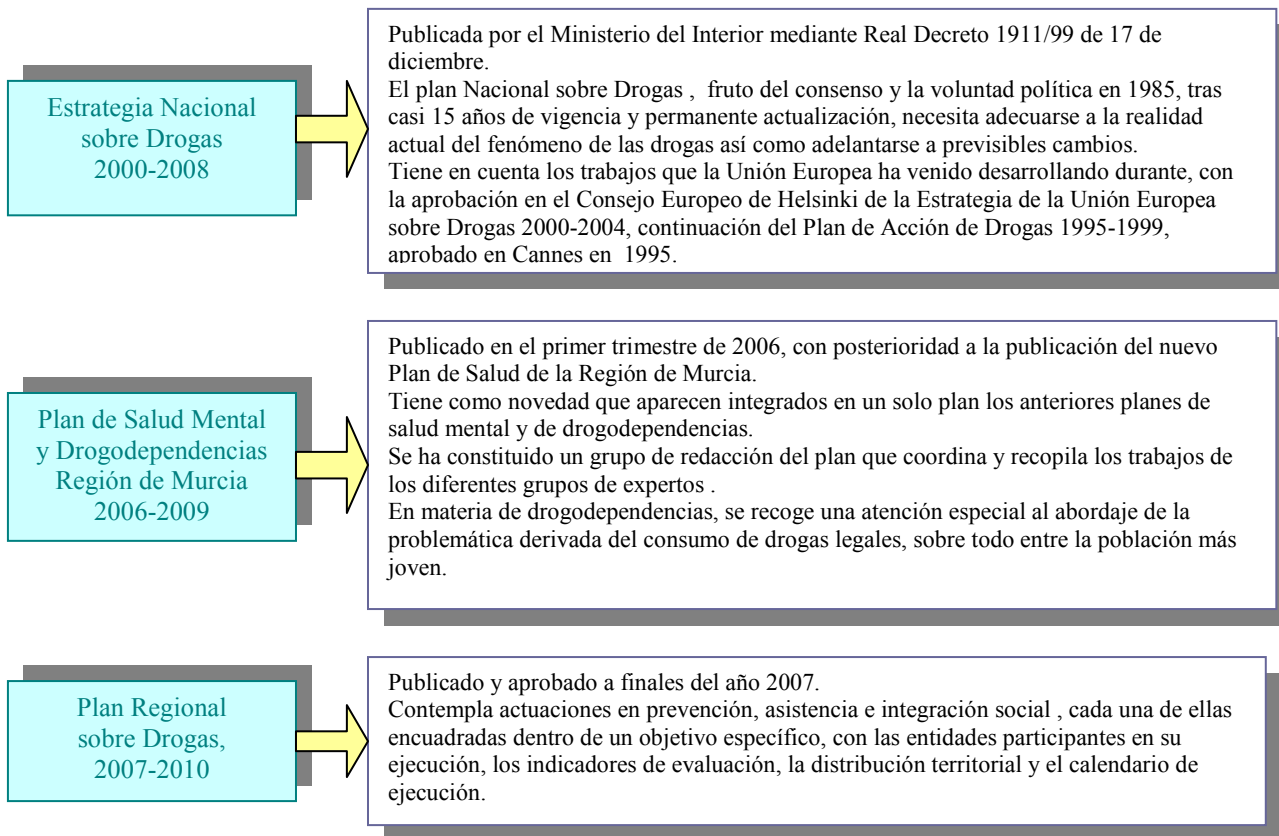 Estrategia Nacional
sobre Drogas
2000-2008
Publicada por el Ministerio del Interior mediante Real Decreto 1911/99 de 17 de
diciembre.
El plan Nacional sobre Drogas , fruto del consenso y la voluntad política en 1985, tras
casi 15 años de vigencia y permanente actualización, necesita adecuarse a la realidad
actual del fenómeno de las drogas así como adelantarse a previsibles cambios.
Tiene en cuenta los trabajos que la Unión Europea ha venido desarrollando durante, con
la aprobación en el Consejo Europeo de Helsinki de la Estrategia de la Unión Europea
sobre Drogas 2000-2004, continuación del Plan de Acción de Drogas 1995-1999,
aprobado en Cannes en 1995.
Plan de Salud Mental
y Drogodependencias
Región de Murcia
2006-2009
Publicado en el primer trimestre de 2006, con posterioridad a la publicación del nuevo
Plan de Salud de la Región de Murcia.
Tiene como novedad que aparecen integrados en un solo plan los anteriores planes de
salud mental y de drogodependencias.
Se ha constituido un grupo de redacción del plan que coordina y recopila los trabajos de
los diferentes grupos de expertos .
En materia de drogodependencias, se recoge una atención especial al abordaje de la
problemática derivada del consumo de drogas legales, sobre todo entre la población más
joven.
Plan Regional
sobre Drogas,
2007-2010
Publicado y aprobado a finales del año 2007.
Contempla actuaciones en prevención, asistencia e integración social , cada una de ellas
encuadradas dentro de un objetivo específico, con las entidades participantes en su
ejecución, los indicadores de evaluación, la distribución territorial y el calendario de
ejecución.